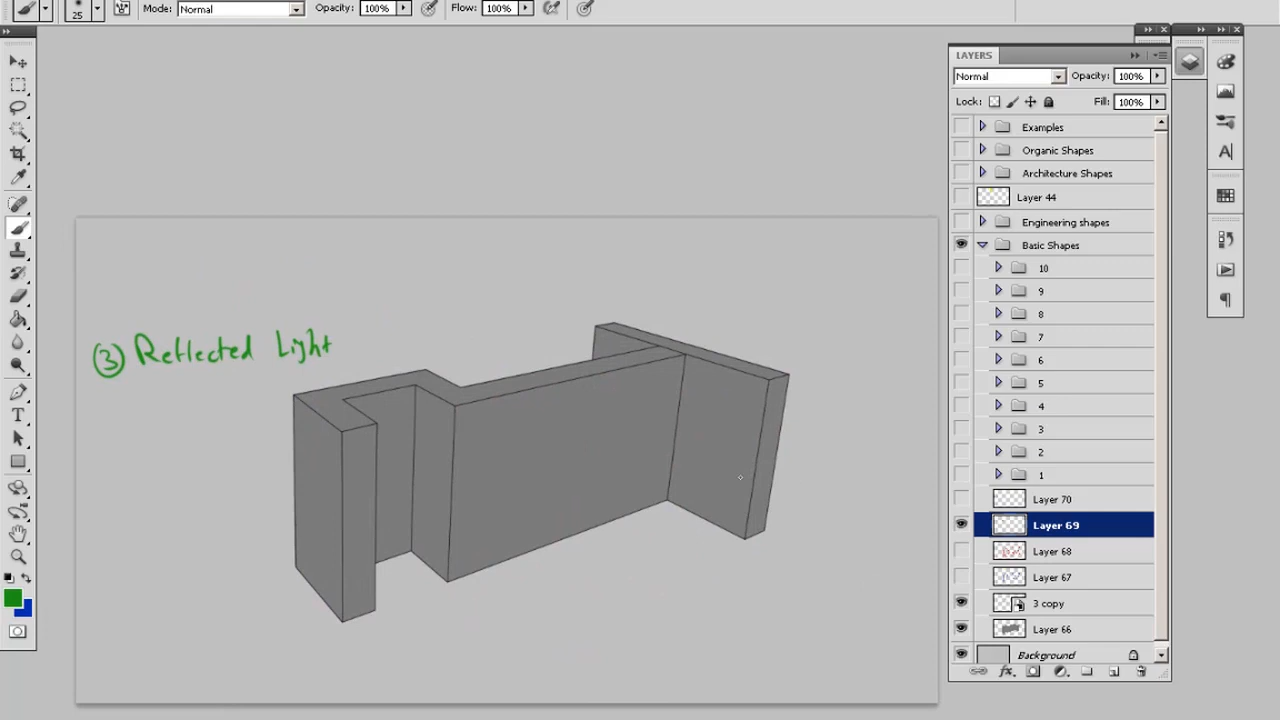 Mode: Normal Opacity: 100% Flow: 100%
25
LAYERS
Normal Opacity: 100%
Lock: Fill: 100%
Examples
Organic Shapes
Architecture Shapes
Layer 44
Engineering shapes
Basic Shapes
10
9
8
7
6
5
4
3
2
1
Layer 70
Layer 69
Layer 68
Layer 67
3 copy
Layer 66
Background
③ Reflected Light